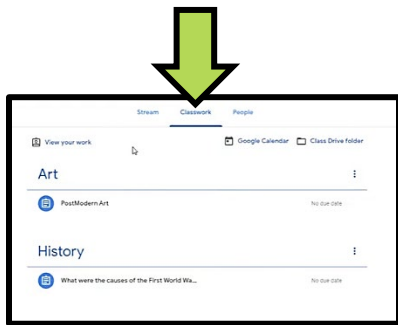 Stream Classwork People
View your work Google Calendar Class Drive folder
Art
PostModern Art No due date
History
What were the causes of the First World Wa... No due date